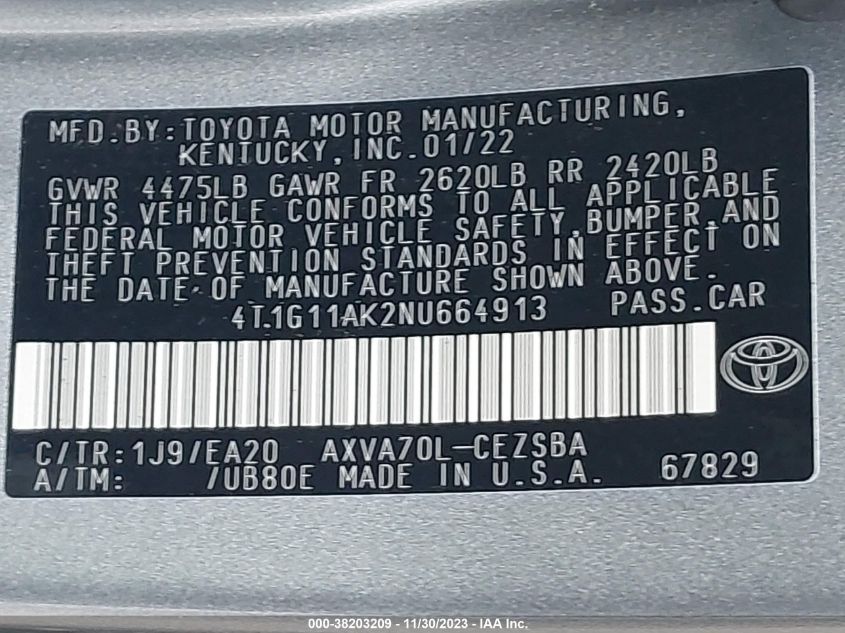 MFD.BY:TOYOTA MOTOR MANUFACTURING,
KENTUCKY,INC.01/22
GVWR 4475LB GAWR FR 2620LB RR 2420LB
THIS VEHICLE CONFORMS TO ALL APPLICABLE
FEDERAL MOTOR VEHICLE SAFETY,BUMPER,AND
THEFT PREVENTION STANDARDS IN EFFECT ON
THE DATE OF MANUFACTURE SHOWN ABOVE.
4T1G11AK2NU664913 PASS.CAR
C/TR:1J9/EA20 AXVA70L-CEZSBA
A/TM: /UB80E MADE IN U.S.A. 67829
000-38203209 - 11/30/2023 - IAA Inc.